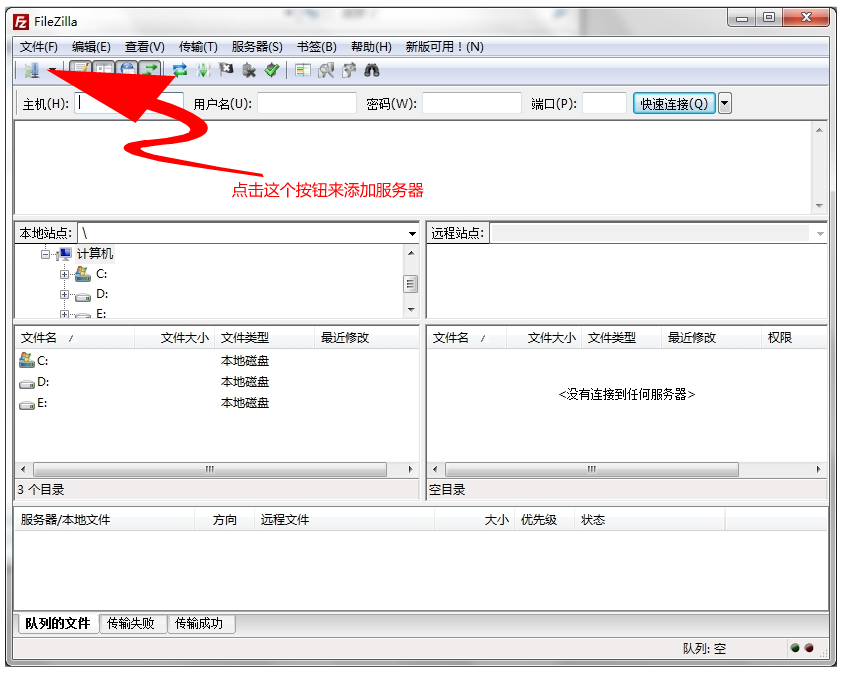 FileZilla
文件(F) 编辑(E) 查看(V) 传输(T) 服务器(S) 书签(B) 帮助(H) 新版可用！(N)
主机(H): 用户名(U): 密码(W): 端口(P): 快速连接(Q)
点击这个按钮来添加服务器
本地站点: \ 远程站点:
计算机
C:
D:
E:
文件名 / 文件大小 文件类型 最近修改 文件名 / 文件大小 文件类型 最近修改 权限
C: 本地磁盘
D: 本地磁盘
E: 本地磁盘
<没有连接到任何服务器>
3 个目录 空目录
服务器/本地文件 方向 远程文件 大小 优先级 状态
队列的文件 传输失败 传输成功
队列: 空